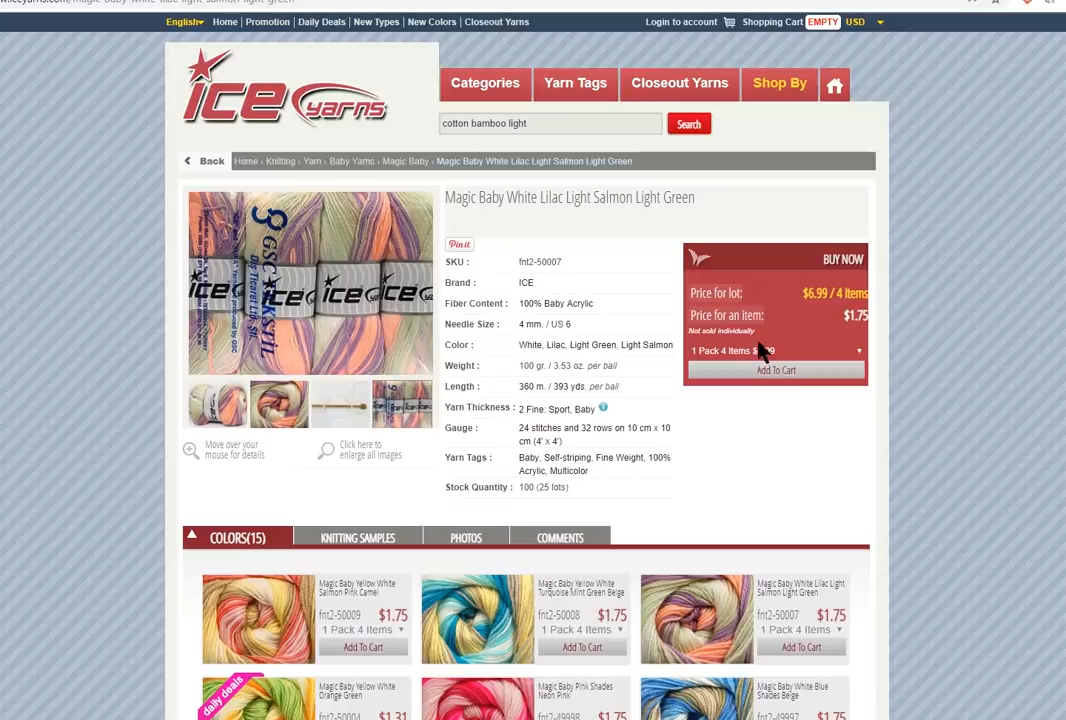 English
Home | Promotion | Daily Deals | New Types | New Colors | Closeout Yarns
Login to account
Shopping Cart EMPTY USD
ice yarns
Categories
Yarn Tags
Closeout Yarns
Shop By
cotton bamboo light
Search
Back
Home › Knitting › Yarn › Baby Yarns › Magic Baby › Magic Baby White Lilac Light Salmon Light Green
Magic Baby White Lilac Light Salmon Light Green
Pin it
SKU : fnt2-50007
Brand : ICE
Fiber Content : 100% Baby Acrylic
Needle Size : 4 mm. / US 6
Color : White, Lilac, Light Green, Light Salmon
Weight : 100 gr. / 3.53 oz. per ball
Length : 360 m. / 393 yds. per ball
Yarn Thickness : 2 Fine: Sport, Baby
Gauge : 24 stitches and 32 rows on 10 cm x 10
cm (4' x 4')
Yarn Tags : Baby, Self-striping, Fine Weight, 100%
Acrylic, Multicolor
Stock Quantity : 100 (25 lots)
BUY NOW
Price for lot: $6.99 / 4 Items
Price for an item: $1.75
Not sold individually
1 Pack 4 Items
Add To Cart
GSC
ice ice ice
Move over your
mouse for details
Click here to
enlarge all images
COLORS(15)
KNITTING SAMPLES
PHOTOS
COMMENTS
Magic Baby Yellow White
Salmon Pink Camel
fnt2-50009 $1.75
1 Pack 4 Items
Add To Cart
Magic Baby Yellow White
Turquoise Mint Green Beige
fnt2-50008 $1.75
1 Pack 4 Items
Add To Cart
Magic Baby White Lilac Light
Salmon Light Green
fnt2-50007 $1.75
1 Pack 4 Items
Add To Cart
daily deals
Magic Baby Yellow White
Orange Green
fnt2-50004 $1.31
Magic Baby Pink Shades
Neon Pink
fnt2-49998 $1.75
Magic Baby White Blue
Shades Beige
fnt2-49997 $1.75